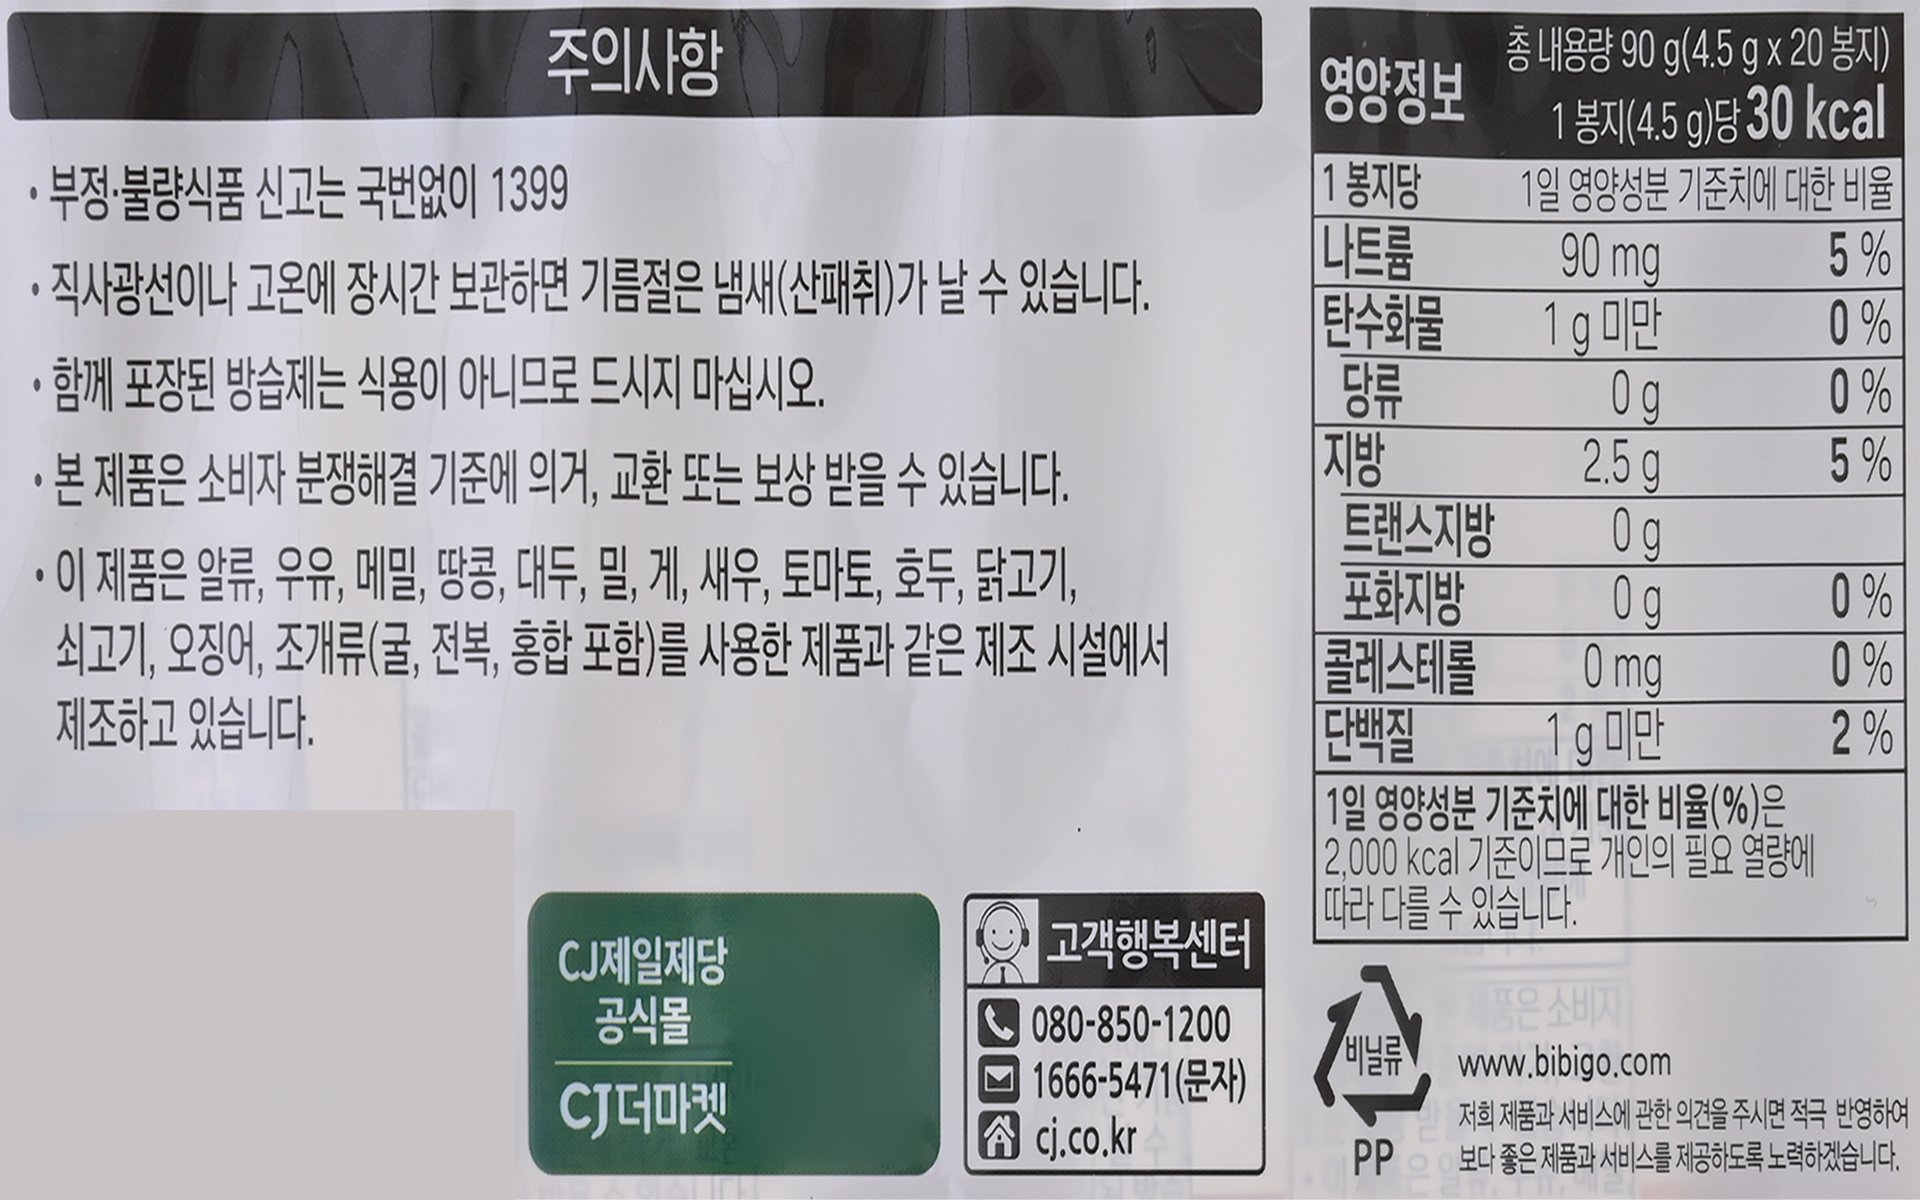 주의사항
· 부정·불량식품 신고는 국번없이 1399
· 직사광선이나 고온에 장시간 보관하면 기름절은 냄새(산패취)가 날 수 있습니다.
· 함께 포장된 방습제는 식용이 아니므로 드시지 마십시오.
· 본 제품은 소비자 분쟁해결 기준에 의거, 교환 또는 보상 받을 수 있습니다.
· 이 제품은 알류, 우유, 메밀, 땅콩, 대두, 밀, 게, 새우, 토마토, 호두, 닭고기,
쇠고기, 오징어, 조개류(굴, 전복, 홍합 포함)를 사용한 제품과 같은 제조 시설에서
제조하고 있습니다.
CJ제일제당
공식몰
CJ더마켓
고객행복센터
080-850-1200
1666-5471(문자)
cj.co.kr
영양정보
총 내용량 90 g(4.5 g x 20 봉지)
1 봉지(4.5 g)당 30 kcal
1 봉지당 1일 영양성분 기준치에 대한 비율
나트륨 90 mg 5 %
탄수화물 1 g 미만 0 %
당류 0 g 0 %
지방 2.5 g 5 %
트랜스지방 0 g
포화지방 0 g 0 %
콜레스테롤 0 mg 0 %
단백질 1 g 미만 2 %
1일 영양성분 기준치에 대한 비율(%)은
2,000 kcal 기준이므로 개인의 필요 열량에
따라 다를 수 있습니다.
비닐류
PP
www.bibigo.com
저희 제품과 서비스에 관한 의견을 주시면 적극 반영하여
보다 좋은 제품과 서비스를 제공하도록 노력하겠습니다.